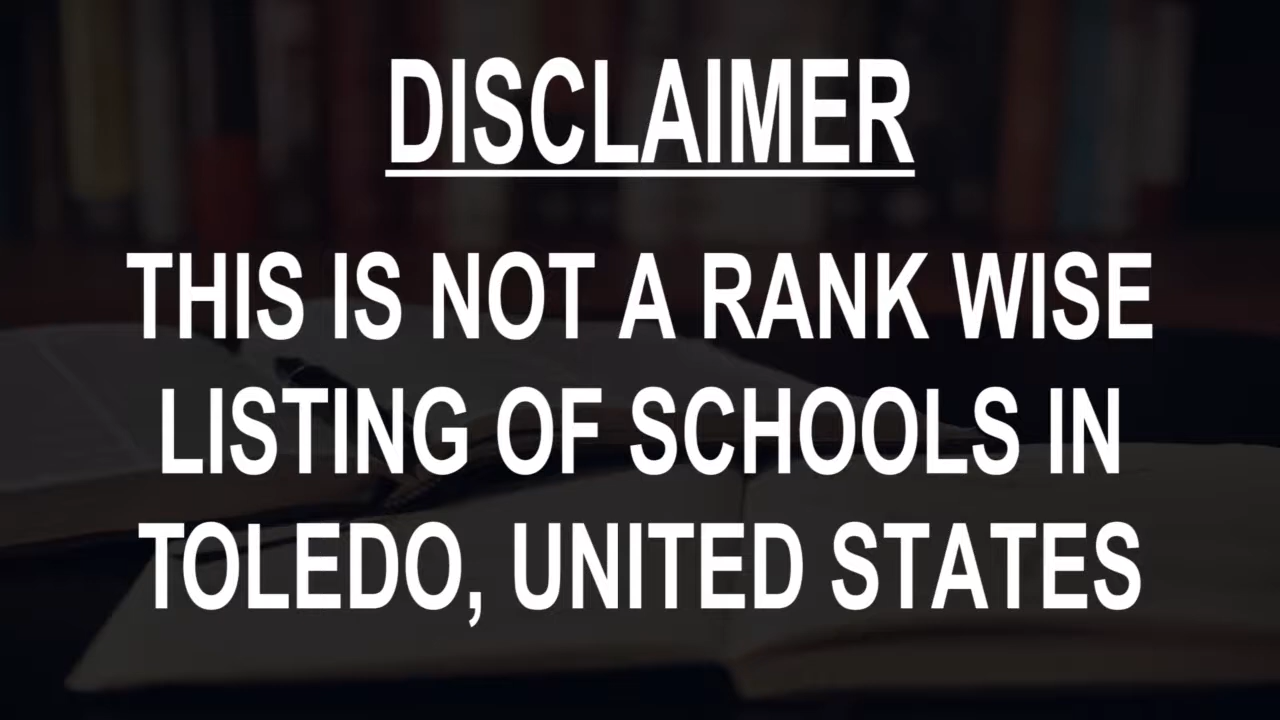 DISCLAIMER
THIS IS NOT A RANK WISE
LISTING OF SCHOOLS IN
TOLEDO, UNITED STATES